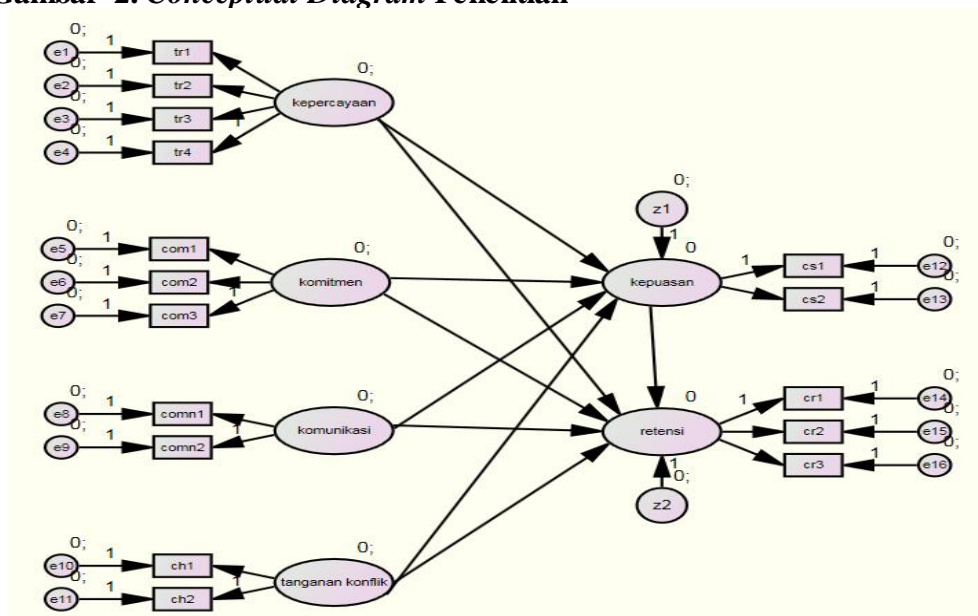 Gambar 2. Conceptual Diagram Penelitian
0;
e1 1 tr1
0;
e2 1 tr2
0;
e3 1 tr3
0;
e4 1 tr4
1
0;
kepercayaan
0;
e5 1 com1
0;
e6 1 com2
0;
e7 1 com3
1
0;
komitmen
0;
e8 1 comn1
0;
e9 1 comn2
1
0;
komunikasi
0;
e10 1 ch1
0;
e11 1 ch2
1
0;
tanganan konflik
0;
z1
1
0
kepuasan
1 cs1 1 e12
0;
cs2 1 e13
0;
0
retensi
1 cr1 1 e14
0;
cr2 1 e15
0;
cr3 1 e16
0;
1
0;
z2